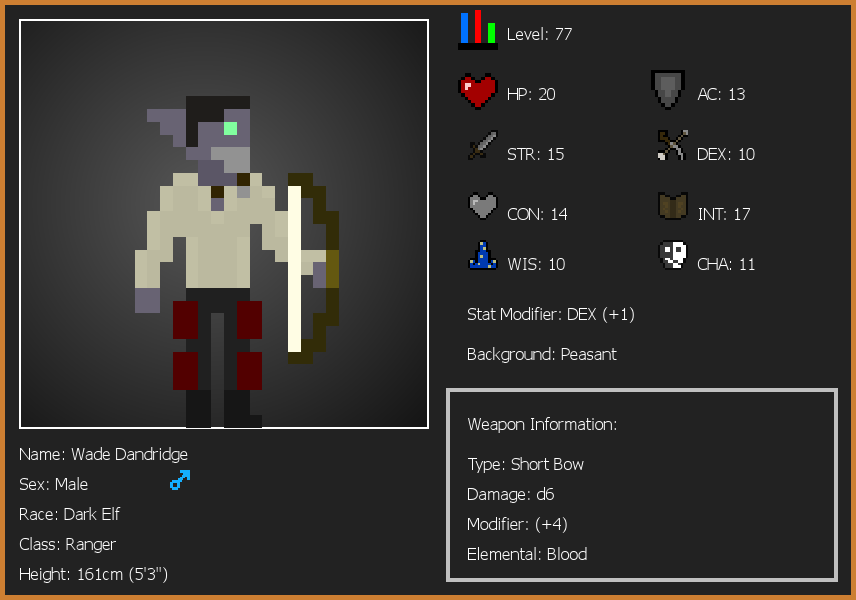 Level: 77
HP: 20
AC: 13
STR: 15
DEX: 10
CON: 14
INT: 17
WIS: 10
CHA: 11
Stat Modifier: DEX (+1)
Background: Peasant
Weapon Information:
Type: Short Bow
Damage: d6
Modifier: (+4)
Elemental: Blood
Name: Wade Dandridge
Sex: Male
Race: Dark Elf
Class: Ranger
Height: 161cm (5'3")